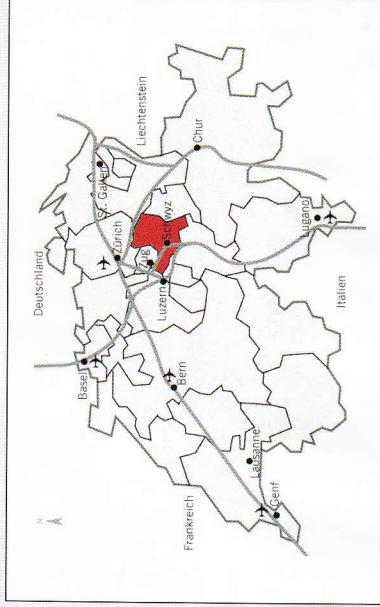 N
Deutschland
Basel
Zürich
St. Gallen
Liechtenstein
Zug
Luzern
Schwyz
Chur
Bern
Frankreich
Lausanne
Genf
Lugano
Italien